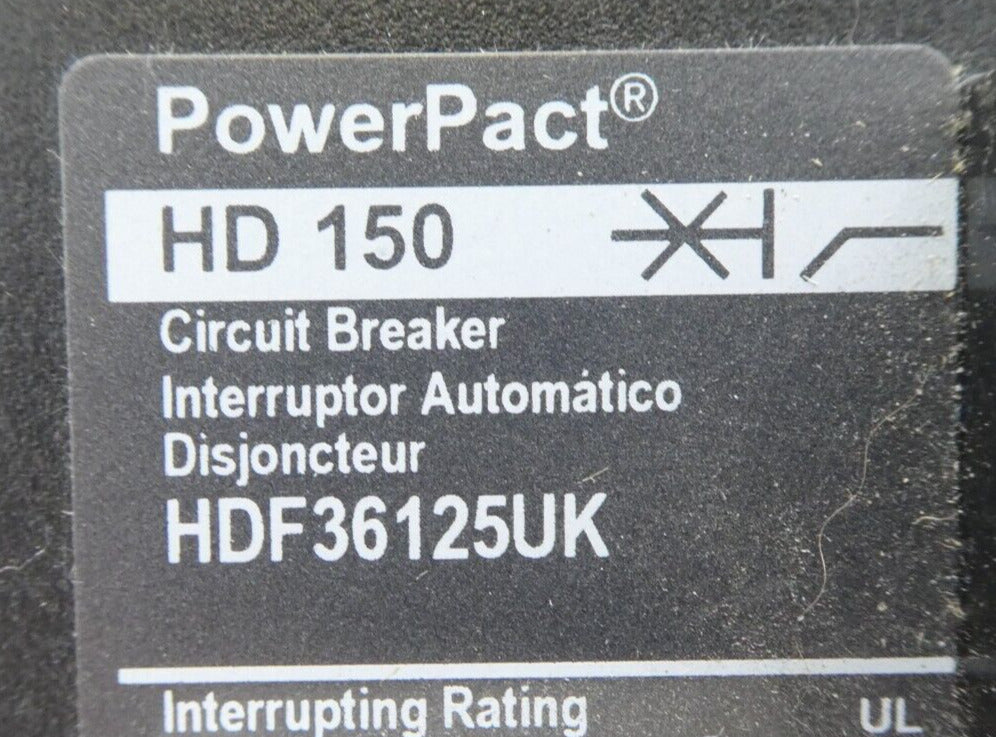 PowerPact®
HD 150
Circuit Breaker
Interruptor Automático
Disjoncteur
HDF36125UK
Interrupting Rating UL